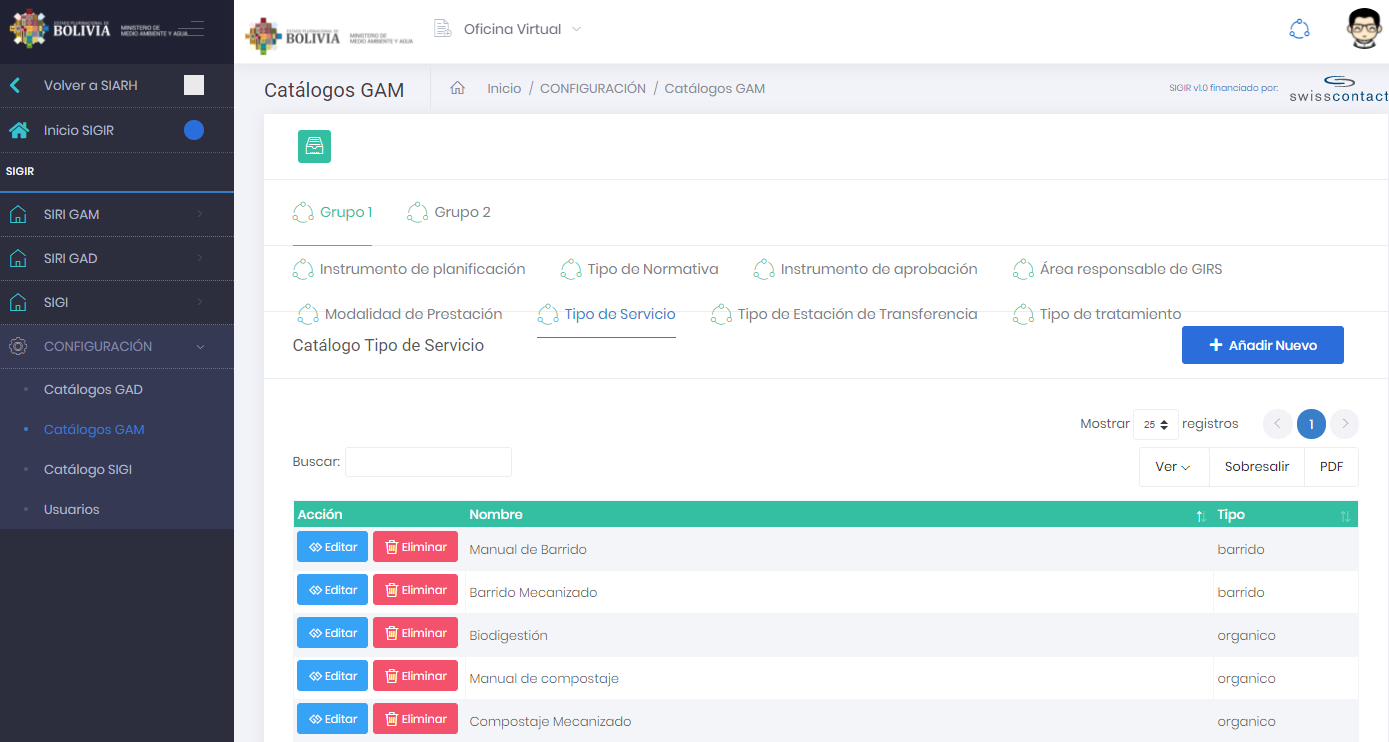 ESTADO PLURINACIONAL DE
BOLIVIA
MINISTERIO DE
MEDIO AMBIENTE Y AGUA
Volver a SIARH
Inicio SIGIR
SIGIR
SIRI GAM
SIRI GAD
SIGI
CONFIGURACIÓN
Catálogos GAD
Catálogos GAM
Catálogo SIGI
Usuarios
ESTADO PLURINACIONAL DE
BOLIVIA
MINISTERIO DE
MEDIO AMBIENTE Y AGUA
Oficina Virtual
Catálogos GAM
Inicio / CONFIGURACIÓN / Catálogos GAM
SIGIR v1.0 financiado por:
swisscontact
Grupo 1 Grupo 2
Instrumento de planificación Tipo de Normativa Instrumento de aprobación Área responsable de GIRS
Modalidad de Prestación Tipo de Servicio Tipo de Estación de Transferencia Tipo de tratamiento
Catálogo Tipo de Servicio
Añadir Nuevo
Mostrar 25 registros
1
Buscar:
Ver Sobresalir PDF
Acción Nombre Tipo
Editar Eliminar Manual de Barrido barrido
Editar Eliminar Barrido Mecanizado barrido
Editar Eliminar Biodigestión organico
Editar Eliminar Manual de compostaje organico
Editar Eliminar Compostaje Mecanizado organico